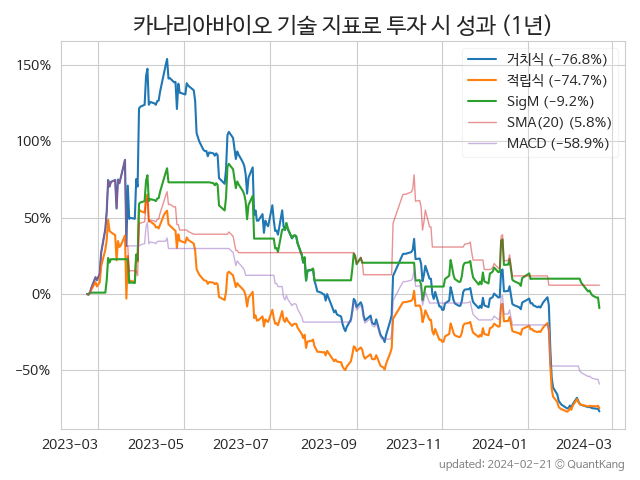 카나리아바이오 기술 지표로 투자 시 성과 (1년)
거치식 (−76.8%)
적립식 (−74.7%)
SigM (−9.2%)
SMA(20) (5.8%)
MACD (−58.9%)
150%
100%
50%
0%
−50%
2023−03 2023−05 2023−07 2023−09 2023−11 2024−01 2024−03
updated: 2024−02−21 © QuantKang